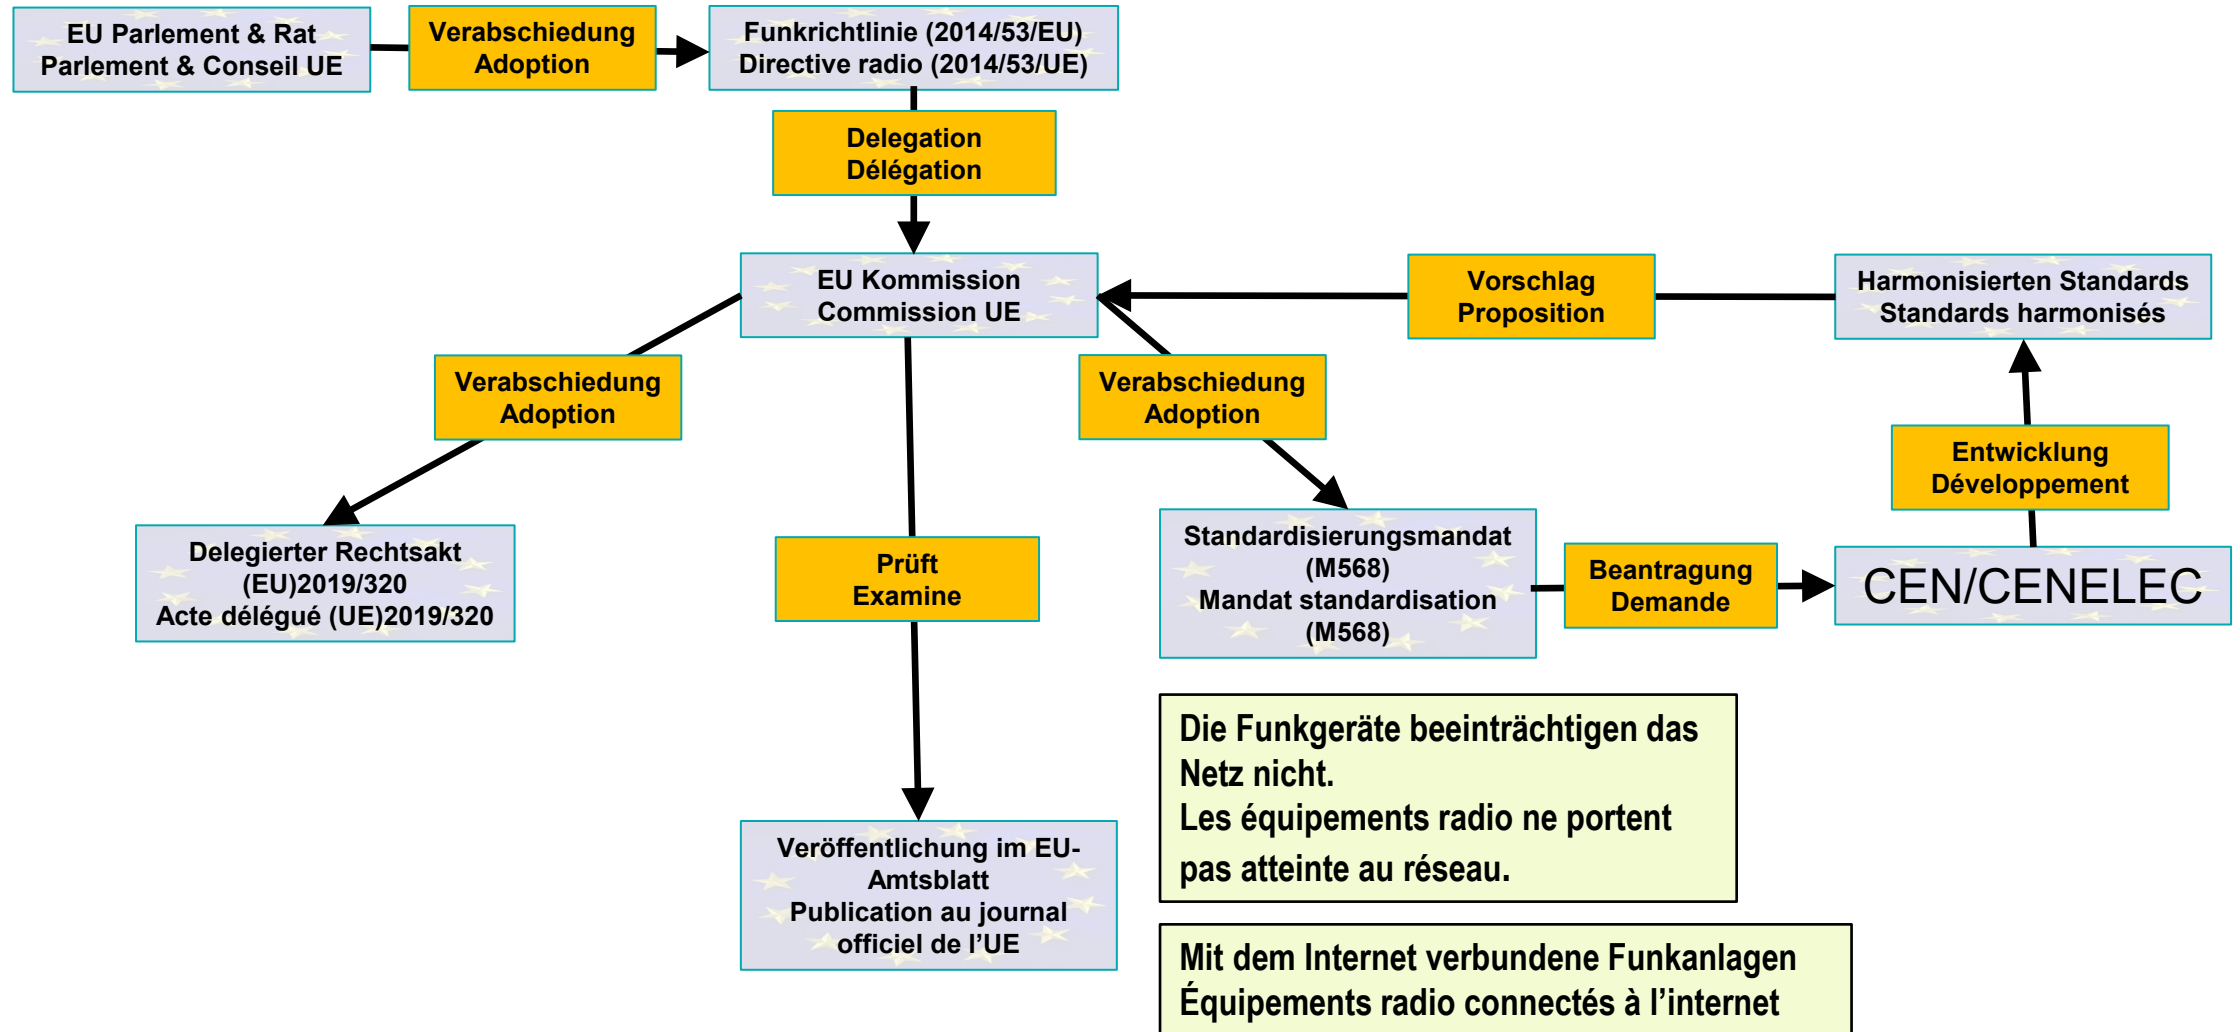 EU Parlement & Rat
Parlement & Conseil UE
Verabschiedung
Adoption
Funkrichtlinie (2014/53/EU)
Directive radio (2014/53/UE)
Delegation
Délégation
EU Kommission
Commission UE
Vorschlag
Proposition
Harmonisierten Standards
Standards harmonisés
Verabschiedung
Adoption
Verabschiedung
Adoption
Entwicklung
Développement
Delegierter Rechtsakt
(EU)2019/320
Acte délégué (UE)2019/320
Prüft
Examine
Standardisierungsmandat
(M568)
Mandat standardisation
(M568)
Beantragung
Demande
CEN/CENELEC
Die Funkgeräte beeinträchtigen das
Netz nicht.
Les équipements radio ne portent
pas atteinte au réseau.
Veröffentlichung im EU-
Amtsblatt
Publication au journal
officiel de l’UE
Mit dem Internet verbundene Funkanlagen
Équipements radio connectés à l’internet